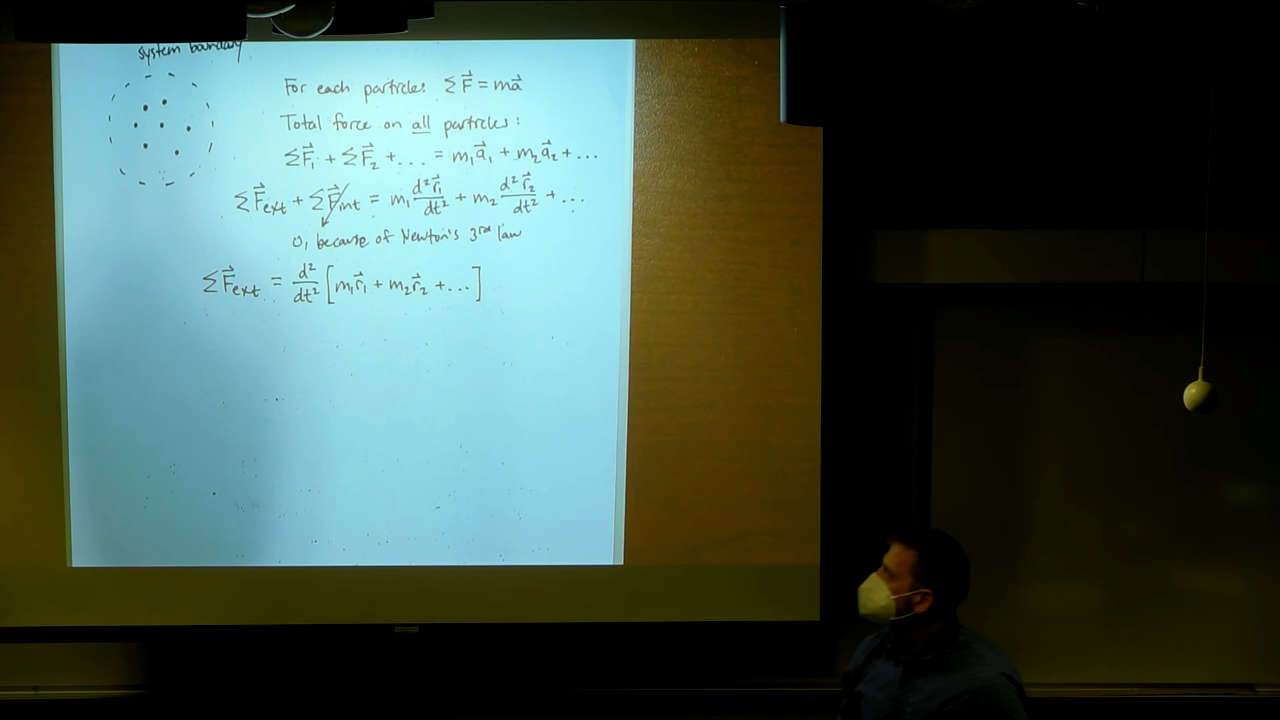 system boundary
For each particle: ΣF⃗ = ma⃗
Total force on all particles:
ΣF⃗₁ + ΣF⃗₂ + ... = m₁a⃗₁ + m₂a⃗₂ + ...
ΣF⃗ext + ΣF⃗int = m₁ d²r⃗₁/dt² + m₂ d²r⃗₂/dt² + ...
0, because of Newton's 3rd law
ΣF⃗ext = d²/dt² [m₁r⃗₁ + m₂r⃗₂ + ...]